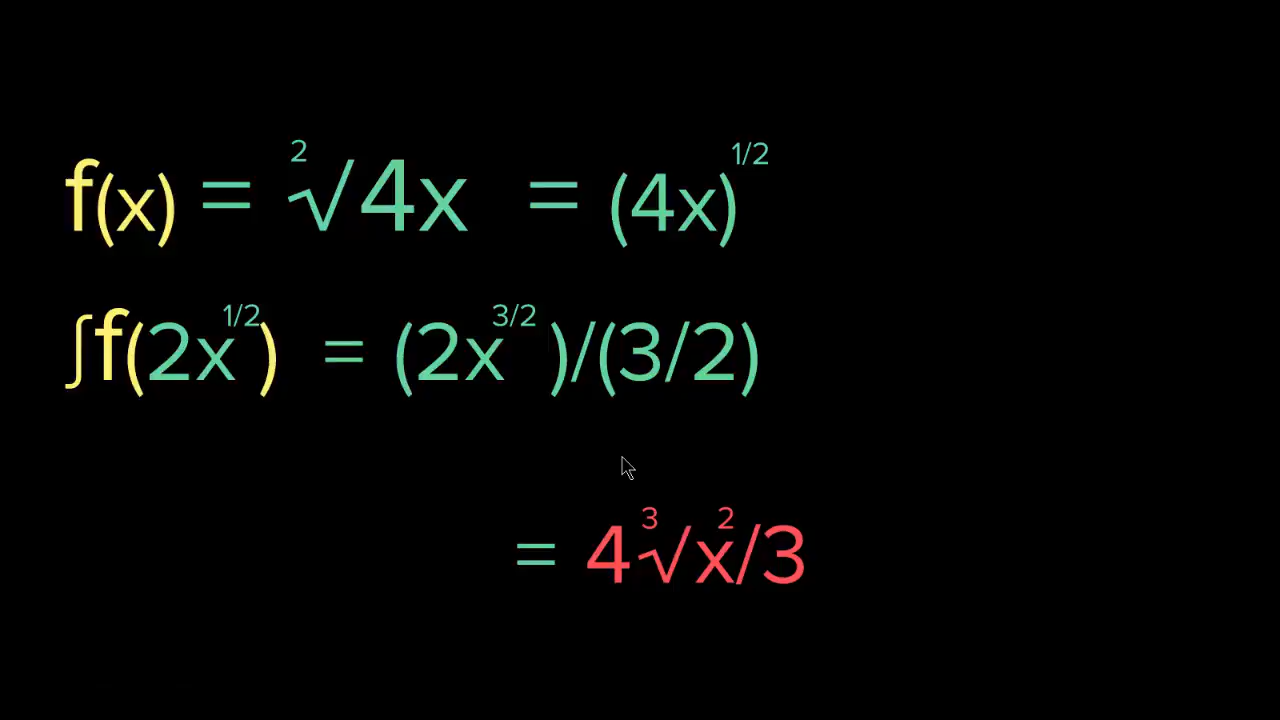 f(x) = ²√4x = (4x)^1/2
∫f(2x^1/2) = (2x^3/2)/(3/2)
= 4³√x²/3